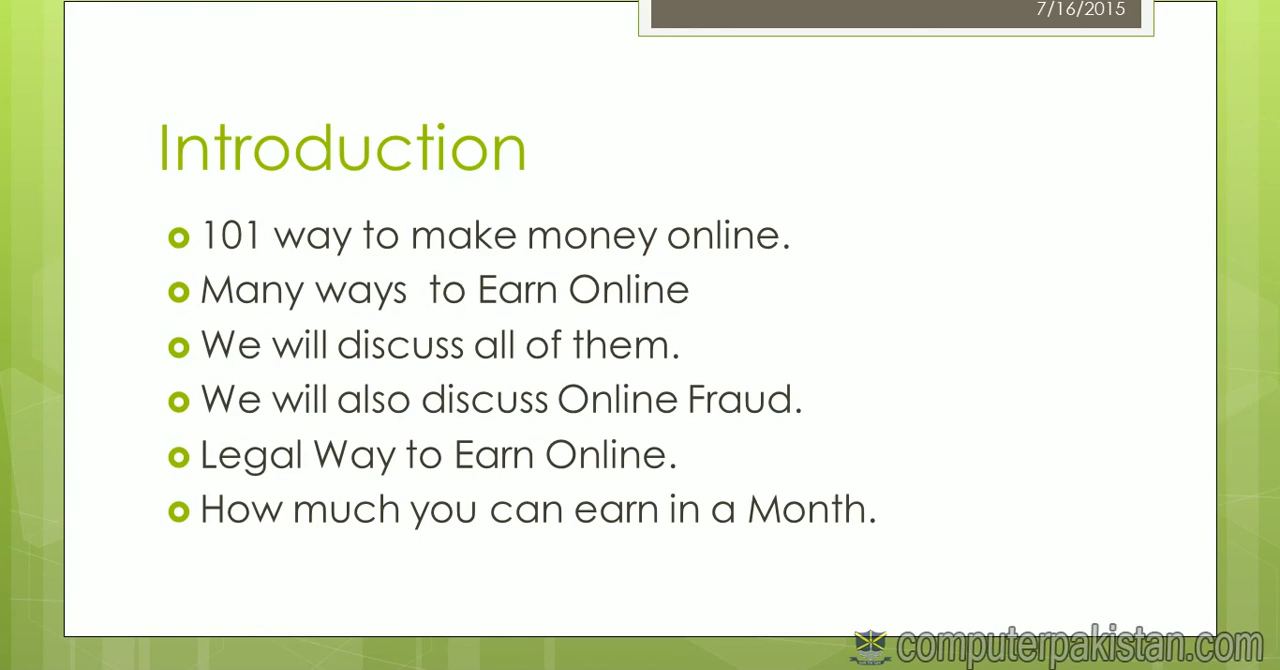 7/16/2015
Introduction
101 way to make money online.
Many ways  to Earn Online
We will discuss all of them.
We will also discuss Online Fraud.
Legal Way to Earn Online.
How much you can earn in a Month.
computerpakistan.com